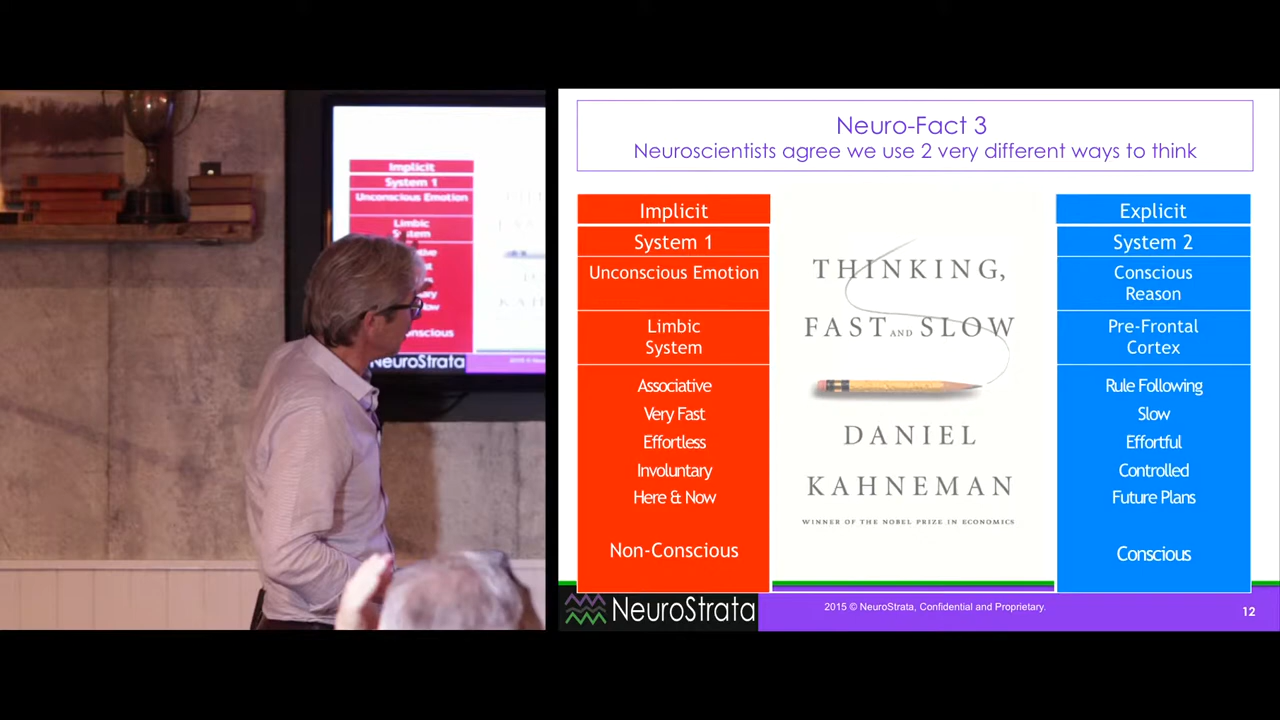 Implicit
System 1
Unconscious Emotion
Limbic
System
NeuroStrata
Neuro-Fact 3
Neuroscientists agree we use 2 very different ways to think
Implicit
System 1
Unconscious Emotion
Limbic
System
Associative
Very Fast
Effortless
Involuntary
Here & Now
Non-Conscious
THINKING,
FAST AND SLOW
DANIEL
KAHNEMAN
WINNER OF THE NOBEL PRIZE IN ECONOMICS
Explicit
System 2
Conscious
Reason
Pre-Frontal
Cortex
Rule Following
Slow
Effortful
Controlled
Future Plans
Conscious
NeuroStrata
2015 © NeuroStrata, Confidential and Proprietary.
12